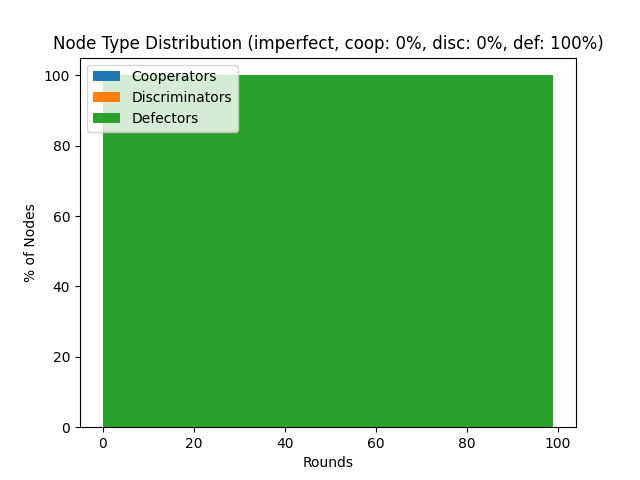 Node Type Distribution (imperfect, coop: 0%, disc: 0%, def: 100%)
Cooperators
Discriminators
Defectors
% of Nodes
100
80
60
40
20
0
0 20 40 60 80 100
Rounds